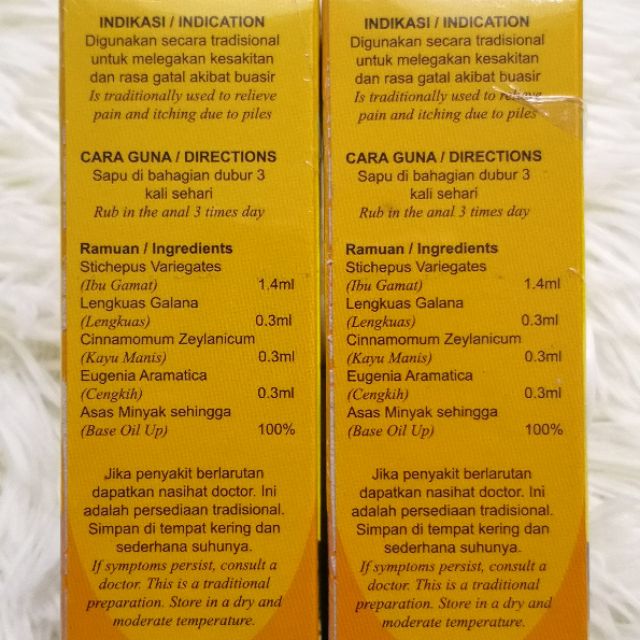 INDIKASI / INDICATION
Digunakan secara tradisional
untuk melegakan kesakitan
dan rasa gatal akibat buasir
Is traditionally used to relieve
pain and itching due to piles
CARA GUNA / DIRECTIONS
Sapu di bahagian dubur 3
kali sehari
Rub in the anal 3 times day
Ramuan / Ingredients
Stichepus Variegates
(Ibu Gamat) 1.4ml
Lengkuas Galana
(Lengkuas) 0.3ml
Cinnamomum Zeylanicum
(Kayu Manis) 0.3ml
Eugenia Aramatica
(Cengkih) 0.3ml
Asas Minyak sehingga
(Base Oil Up) 100%
Jika penyakit berlarutan
dapatkan nasihat doctor. Ini
adalah persediaan tradisional.
Simpan di tempat kering dan
sederhana suhunya.
If symptoms persist, consult a
doctor. This is a traditional
preparation. Store in a dry and
moderate temperature.
INDIKASI / INDICATION
Digunakan secara tradisional
untuk melegakan kesakitan
dan rasa gatal akibat buasir
Is traditionally used to relieve
pain and itching due to piles
CARA GUNA / DIRECTIONS
Sapu di bahagian dubur 3
kali sehari
Rub in the anal 3 times day
Ramuan / Ingredients
Stichepus Variegates
(Ibu Gamat) 1.4ml
Lengkuas Galana
(Lengkuas) 0.3ml
Cinnamomum Zeylanicum
(Kayu Manis) 0.3ml
Eugenia Aramatica
(Cengkih) 0.3ml
Asas Minyak sehingga
(Base Oil Up) 100%
Jika penyakit berlarutan
dapatkan nasihat doctor. Ini
adalah persediaan tradisional.
Simpan di tempat kering dan
sederhana suhunya.
If symptoms persist, consult a
doctor. This is a traditional
preparation. Store in a dry and
moderate temperature.